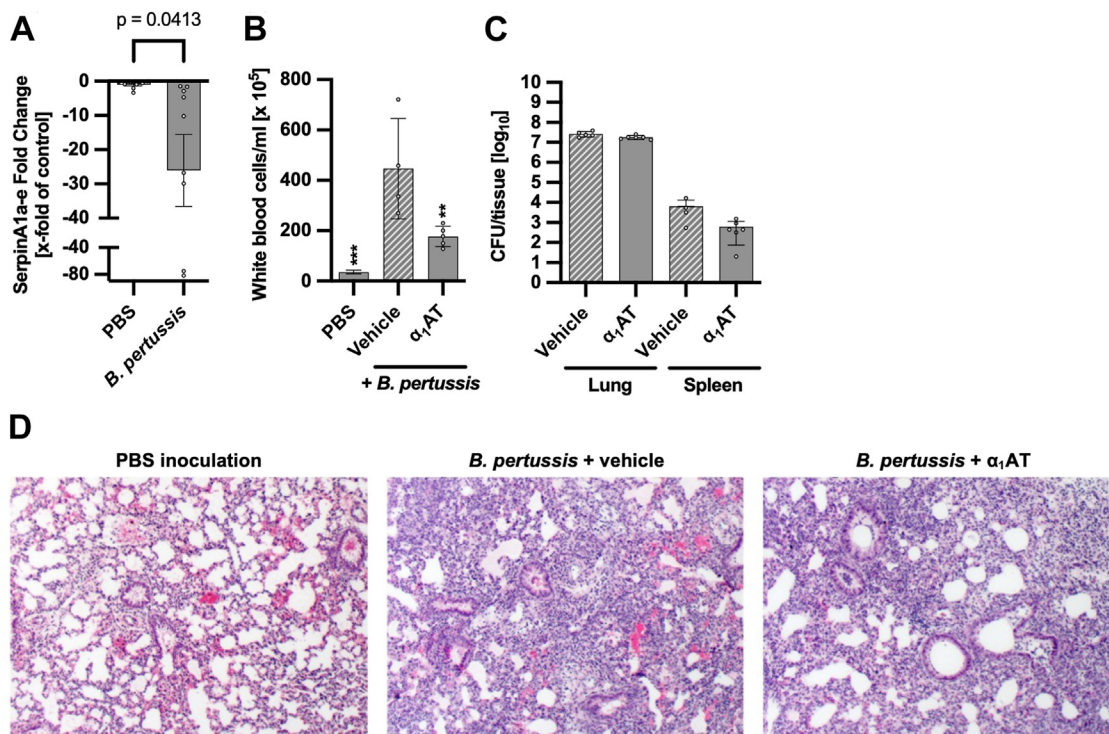 A
p = 0.0413
SerpinA1a-e Fold Change
[x-fold of control]
0
-10
-20
-30
-40
-40
-80
PBS
B. pertussis
B
White blood cells/ml [x 10⁵]
800
600
400
200
0
***
**
PBS
Vehicle
α₁AT
+ B. pertussis
C
CFU/tissue [log₁₀]
10
9
8
7
6
5
4
3
2
1
0
Vehicle
α₁AT
Vehicle
α₁AT
Lung
Spleen
D
PBS inoculation
B. pertussis + vehicle
B. pertussis + α₁AT